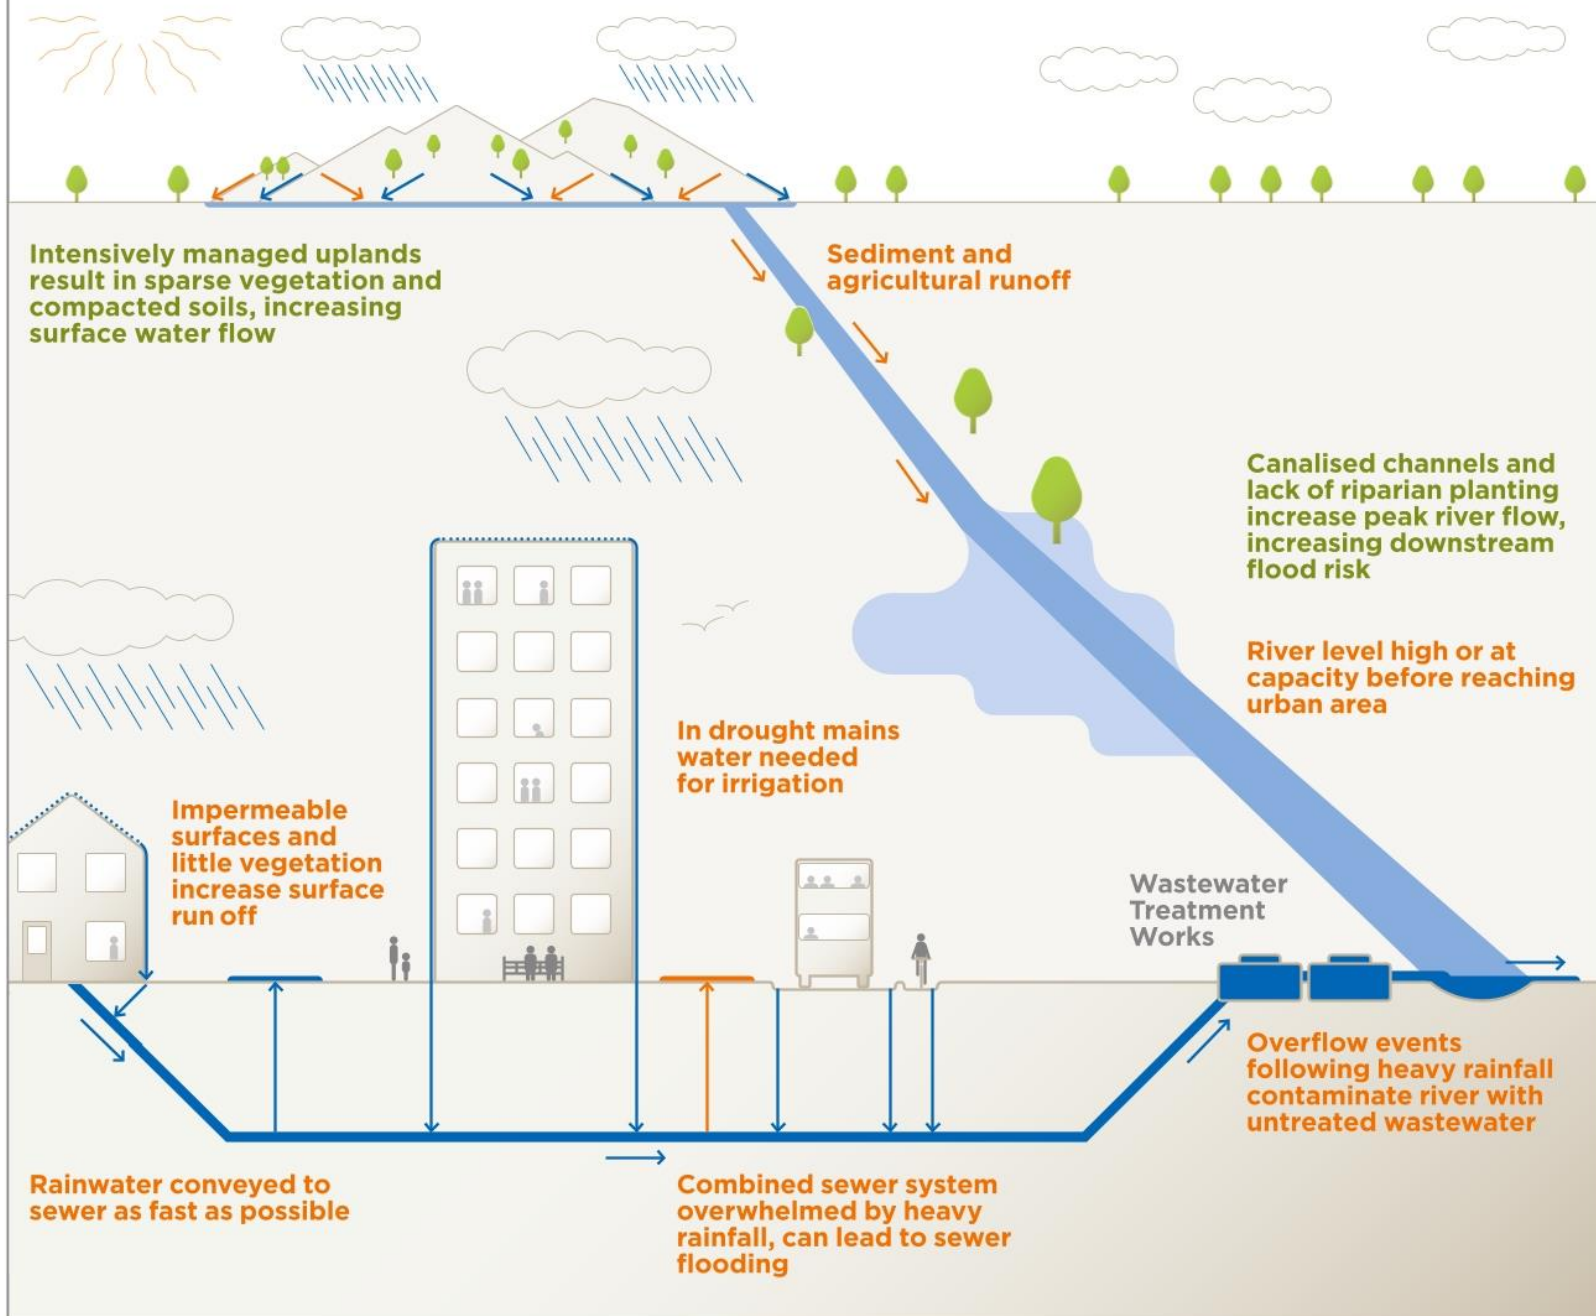 Intensively managed uplands
result in sparse vegetation and
compacted soils, increasing
surface water flow
Sediment and
agricultural runoff
Canalised channels and
lack of riparian planting
increase peak river flow,
increasing downstream
flood risk
River level high or at
capacity before reaching
urban area
In drought mains
water needed
for irrigation
Impermeable
surfaces and
little vegetation
increase surface
run off
Wastewater
Treatment
Works
Overflow events
following heavy rainfall
contaminate river with
untreated wastewater
Rainwater conveyed to
sewer as fast as possible
Combined sewer system
overwhelmed by heavy
rainfall, can lead to sewer
flooding